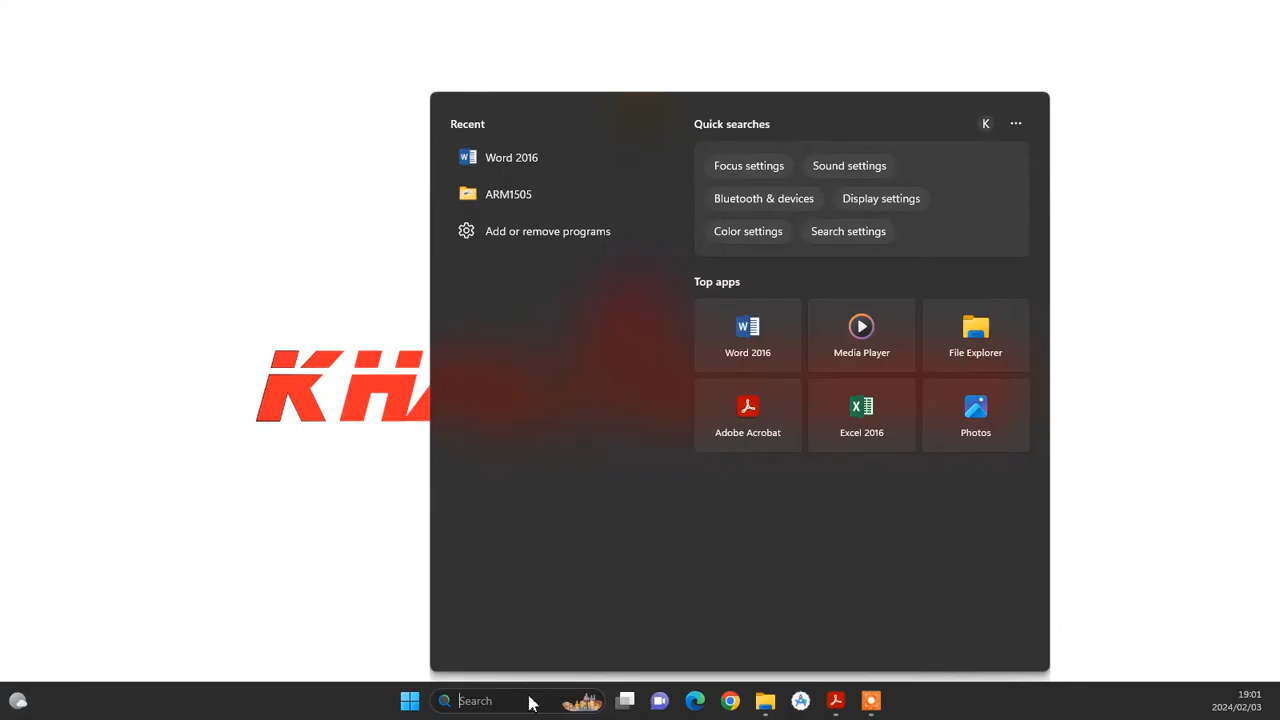 Recent
Word 2016
ARM1505
Add or remove programs
Quick searches
K
Focus settings
Sound settings
Bluetooth & devices
Display settings
Color settings
Search settings
Top apps
Word 2016
Media Player
File Explorer
Adobe Acrobat
Excel 2016
Photos
Search
19:01
2024/02/03